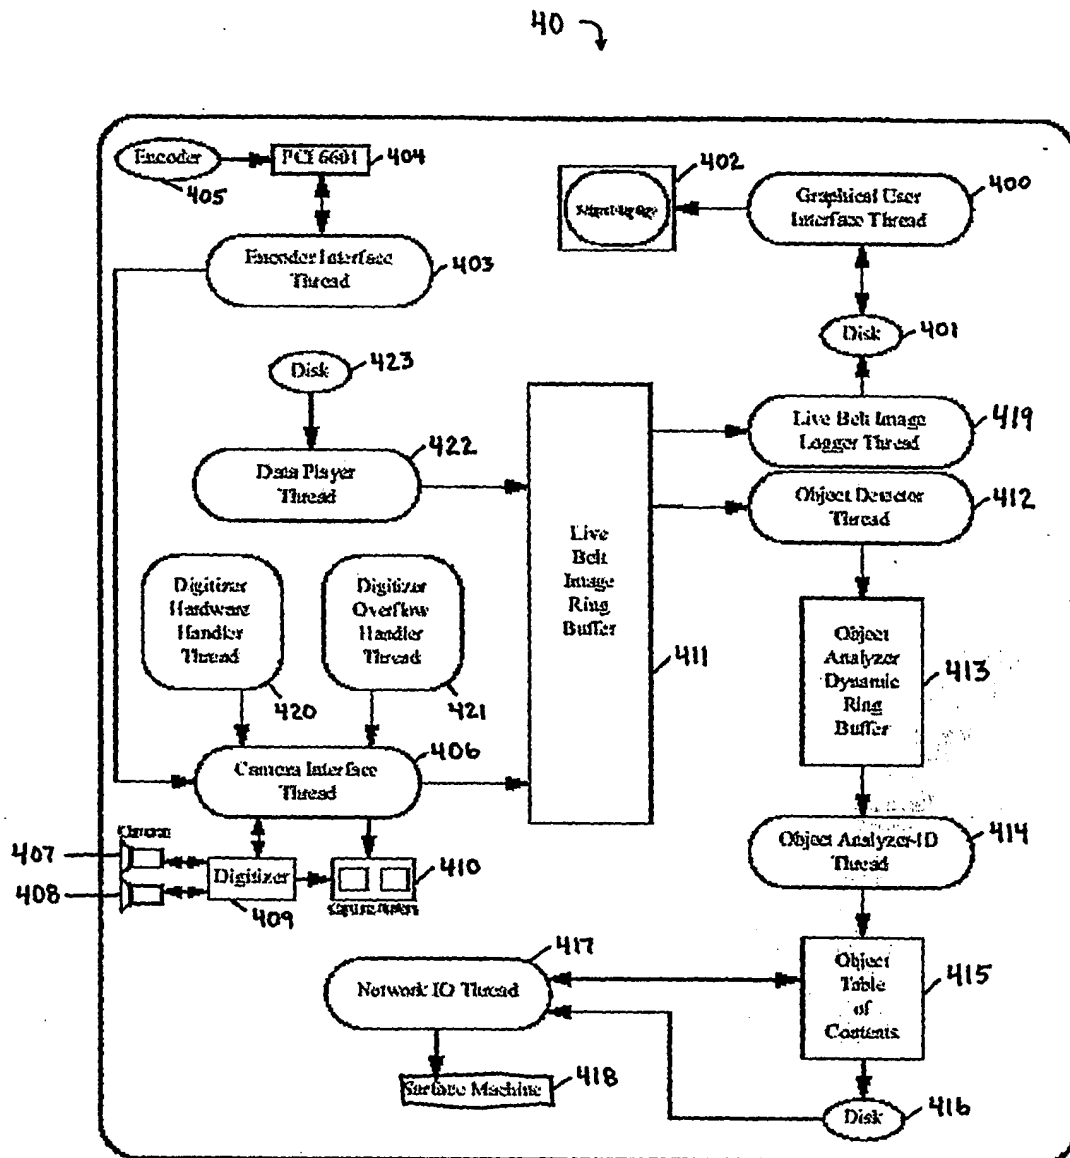 40
Encoder
405
PCI 6601
404
402
400
Graphical User
Interface Thread
Encoder Interface
Thread
403
Disk
401
Disk
423
Live Belt Image
Logger Thread
419
Data Player
Thread
422
Object Detector
Thread
412
Live
Belt
Image
Ring
Buffer
411
Digitizer
Hardware
Handler
Thread
420
Digitizer
Overflow
Handler
Thread
421
Object
Analyzer
Dynamic
Ring
Buffer
413
Camera Interface
Thread
406
Object Analyzer-ID
Thread
414
Cameras
407
408
Digitizer
409
410
Capture Buffers
417
Network IO Thread
Object
Table
of
Contents
415
Surface Machine
418
Disk
416